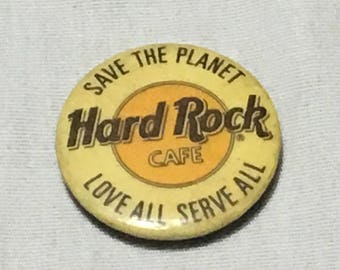 SAVE THE PLANET
Hard Rock®
CAFE
LOVE ALL SERVE ALL